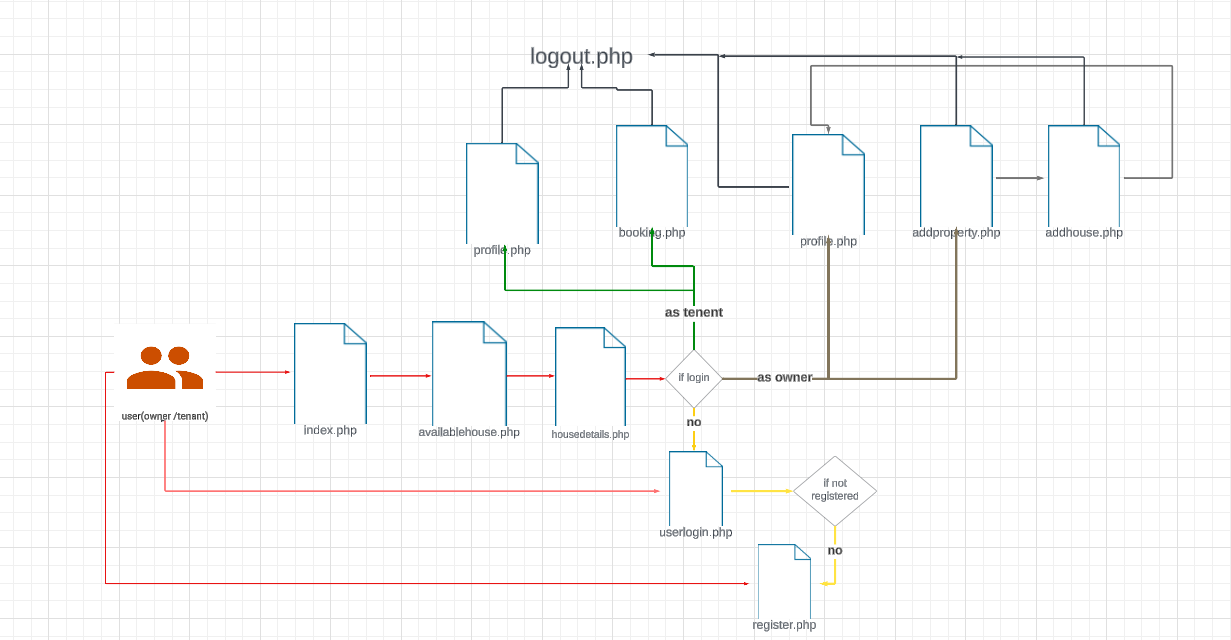 logout.php
profile.php
booking.php
profile.php
addproperty.php
addhouse.php
as tenent
user(owner /tenant)
index.php
availablehouse.php
housedetails.php
if login
as owner
no
userlogin.php
if not
registered
no
register.php